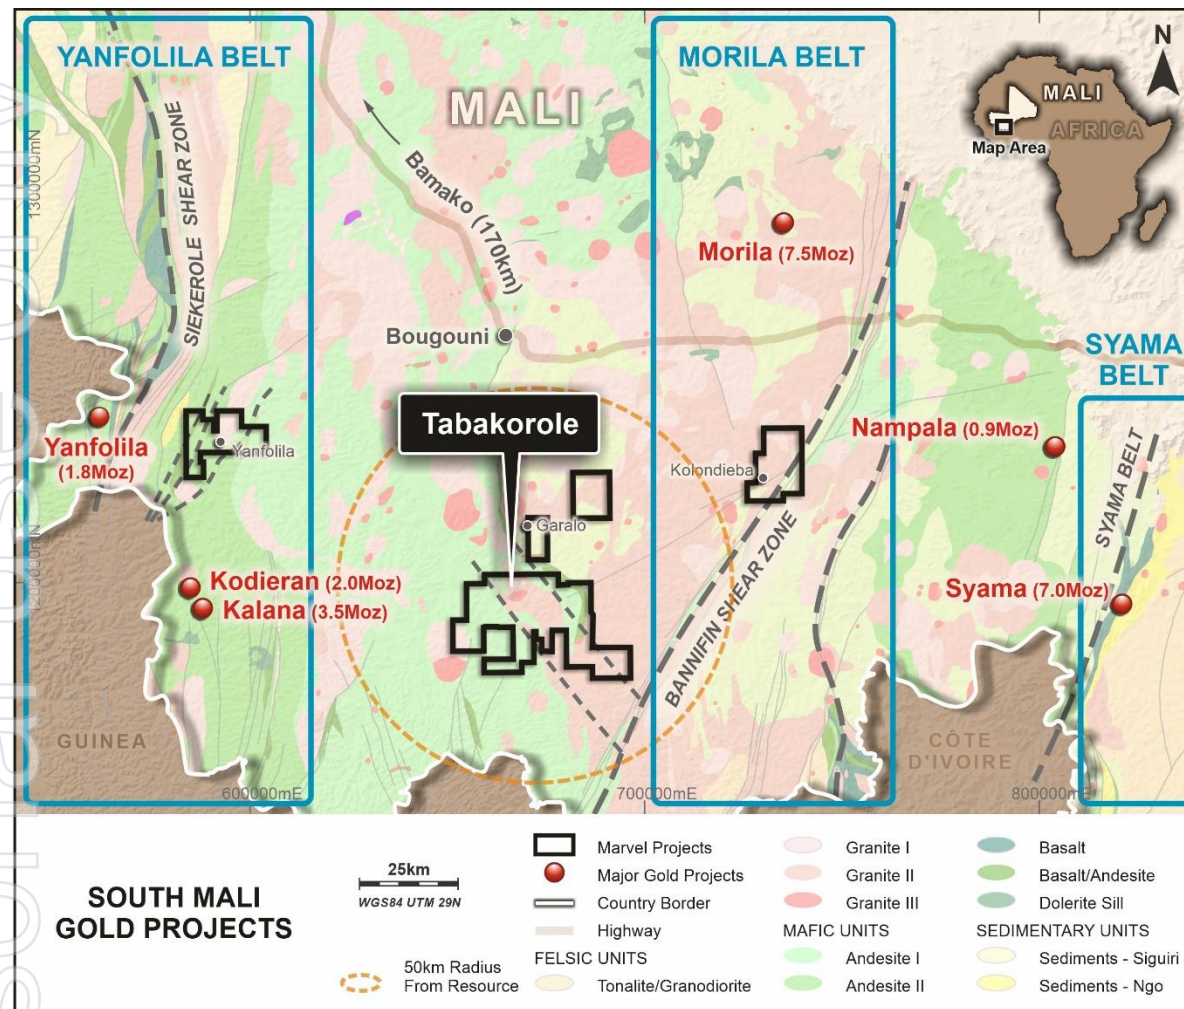 YANFOLILA BELT
MORILA BELT
N
MALI
MALI
AFRICA
Map Area
SIEKEROLE SHEAR ZONE
1300000mN
Bamako (170km)
Morila (7.5Moz)
Bougouni
SYAMA
BELT
Tabakorole
Nampala (0.9Moz)
Yanfolila
(1.8Moz)
Yanfolila
Kolondieba
SYAMA BELT
Garalo
1200000mN
BANNIFIN SHEAR ZONE
Kodieran (2.0Moz)
Kalana (3.5Moz)
Syama (7.0Moz)
GUINEA
CÔTE
D'IVOIRE
600000mE
700000mE
800000mE
SOUTH MALI
GOLD PROJECTS
25km
WGS84 UTM 29N
50km Radius
From Resource
Marvel Projects
Major Gold Projects
Country Border
Highway
FELSIC UNITS
Tonalite/Granodiorite
Granite I
Granite II
Granite III
MAFIC UNITS
Andesite I
Andesite II
Basalt
Basalt/Andesite
Dolerite Sill
SEDIMENTARY UNITS
Sediments - Siguiri
Sediments - Ngo